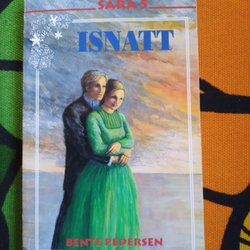 SARA 5
ISNATT
BENTE PEDERSEN